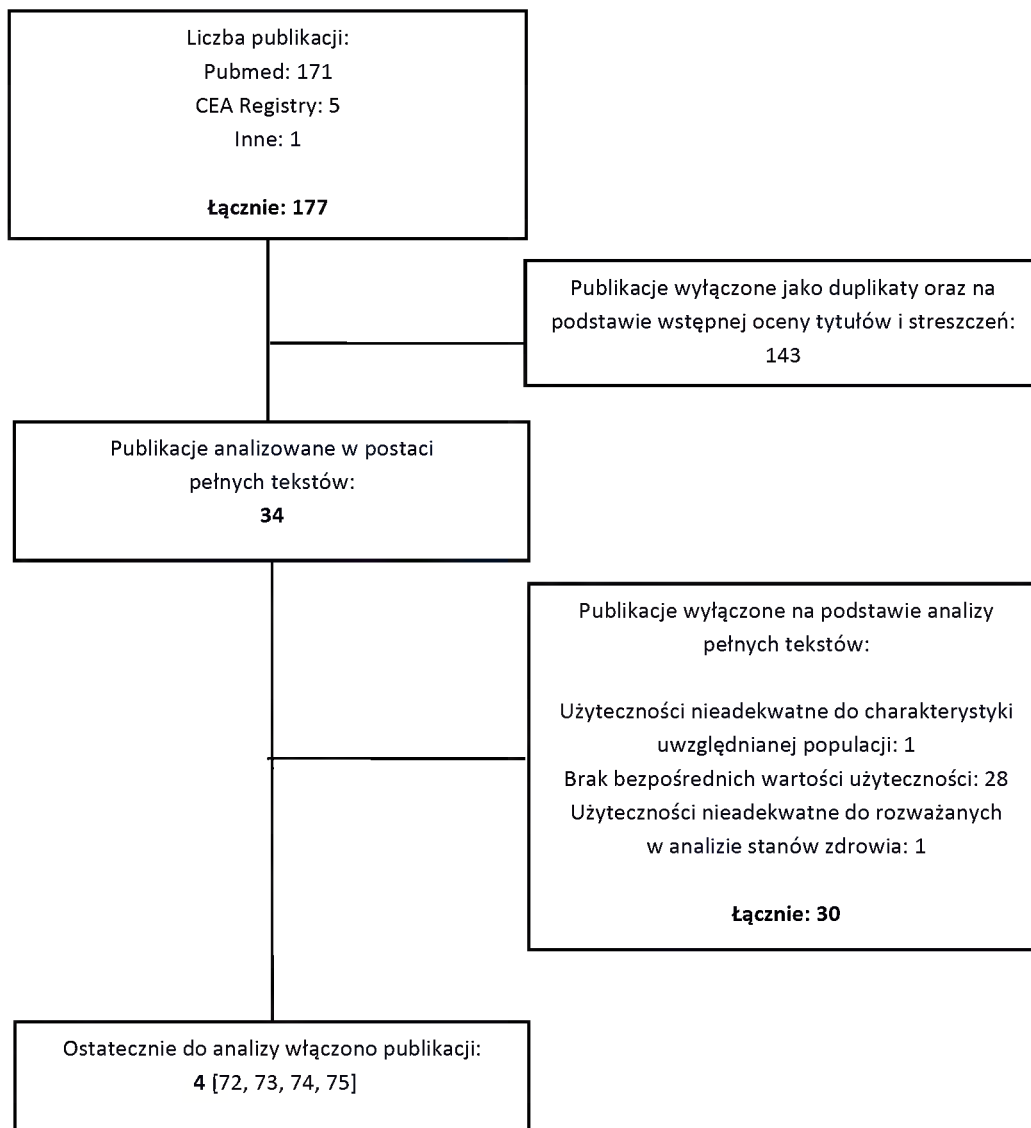 Liczba publikacji:
Pubmed: 171
CEA Registry: 5
Inne: 1
Łącznie: 177
Publikacje wyłączone jako duplikaty oraz na
podstawie wstępnej oceny tytułów i streszczeń:
143
Publikacje analizowane w postaci
pełnych tekstów:
34
Publikacje wyłączone na podstawie analizy
pełnych tekstów:
Użyteczności nieadekwatne do charakterystyki
uwzględnianej populacji: 1
Brak bezpośrednich wartości użyteczności: 28
Użyteczności nieadekwatne do rozważanych
w analizie stanów zdrowia: 1
Łącznie: 30
Ostatecznie do analizy włączono publikacji:
4 [72, 73, 74, 75]